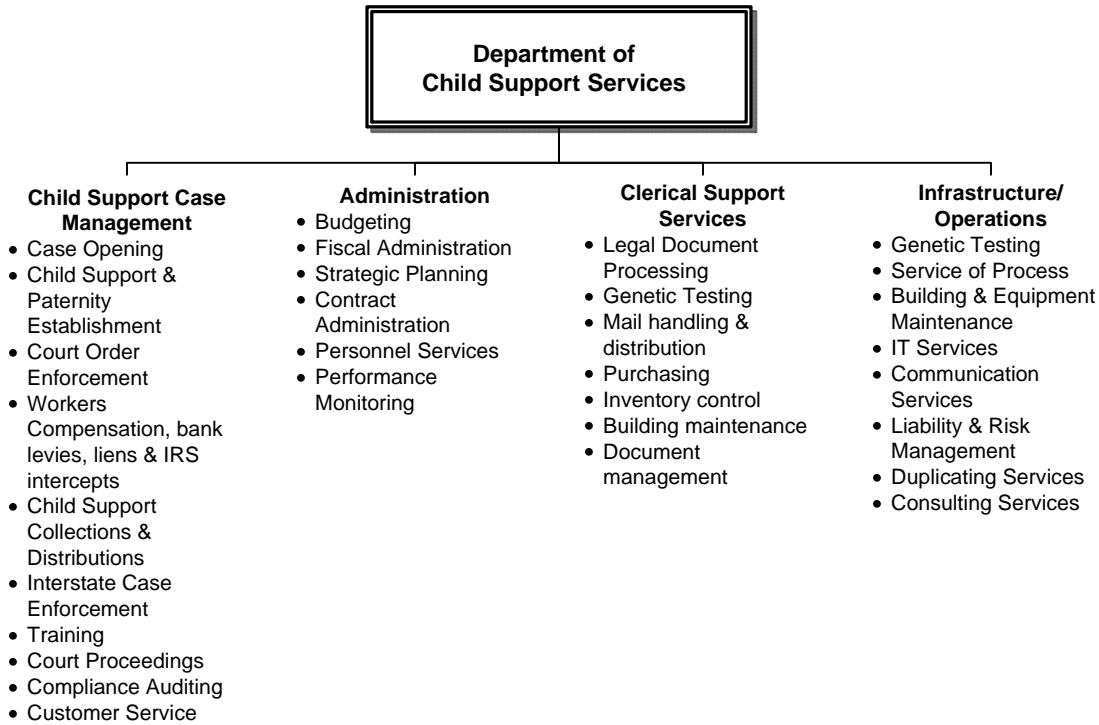 Department of
Child Support Services
Child Support Case
Management
• Case Opening
• Child Support &
Paternity
Establishment
• Court Order
Enforcement
• Workers
Compensation, bank
levies, liens & IRS
intercepts
• Child Support
Collections &
Distributions
• Interstate Case
Enforcement
• Training
• Court Proceedings
• Compliance Auditing
• Customer Service
Administration
• Budgeting
• Fiscal Administration
• Strategic Planning
• Contract
Administration
• Personnel Services
• Performance
Monitoring
Clerical Support
Services
• Legal Document
Processing
• Genetic Testing
• Mail handling &
distribution
• Purchasing
• Inventory control
• Building maintenance
• Document
management
Infrastructure/
Operations
• Genetic Testing
• Service of Process
• Building & Equipment
Maintenance
• IT Services
• Communication
Services
• Liability & Risk
Management
• Duplicating Services
• Consulting Services